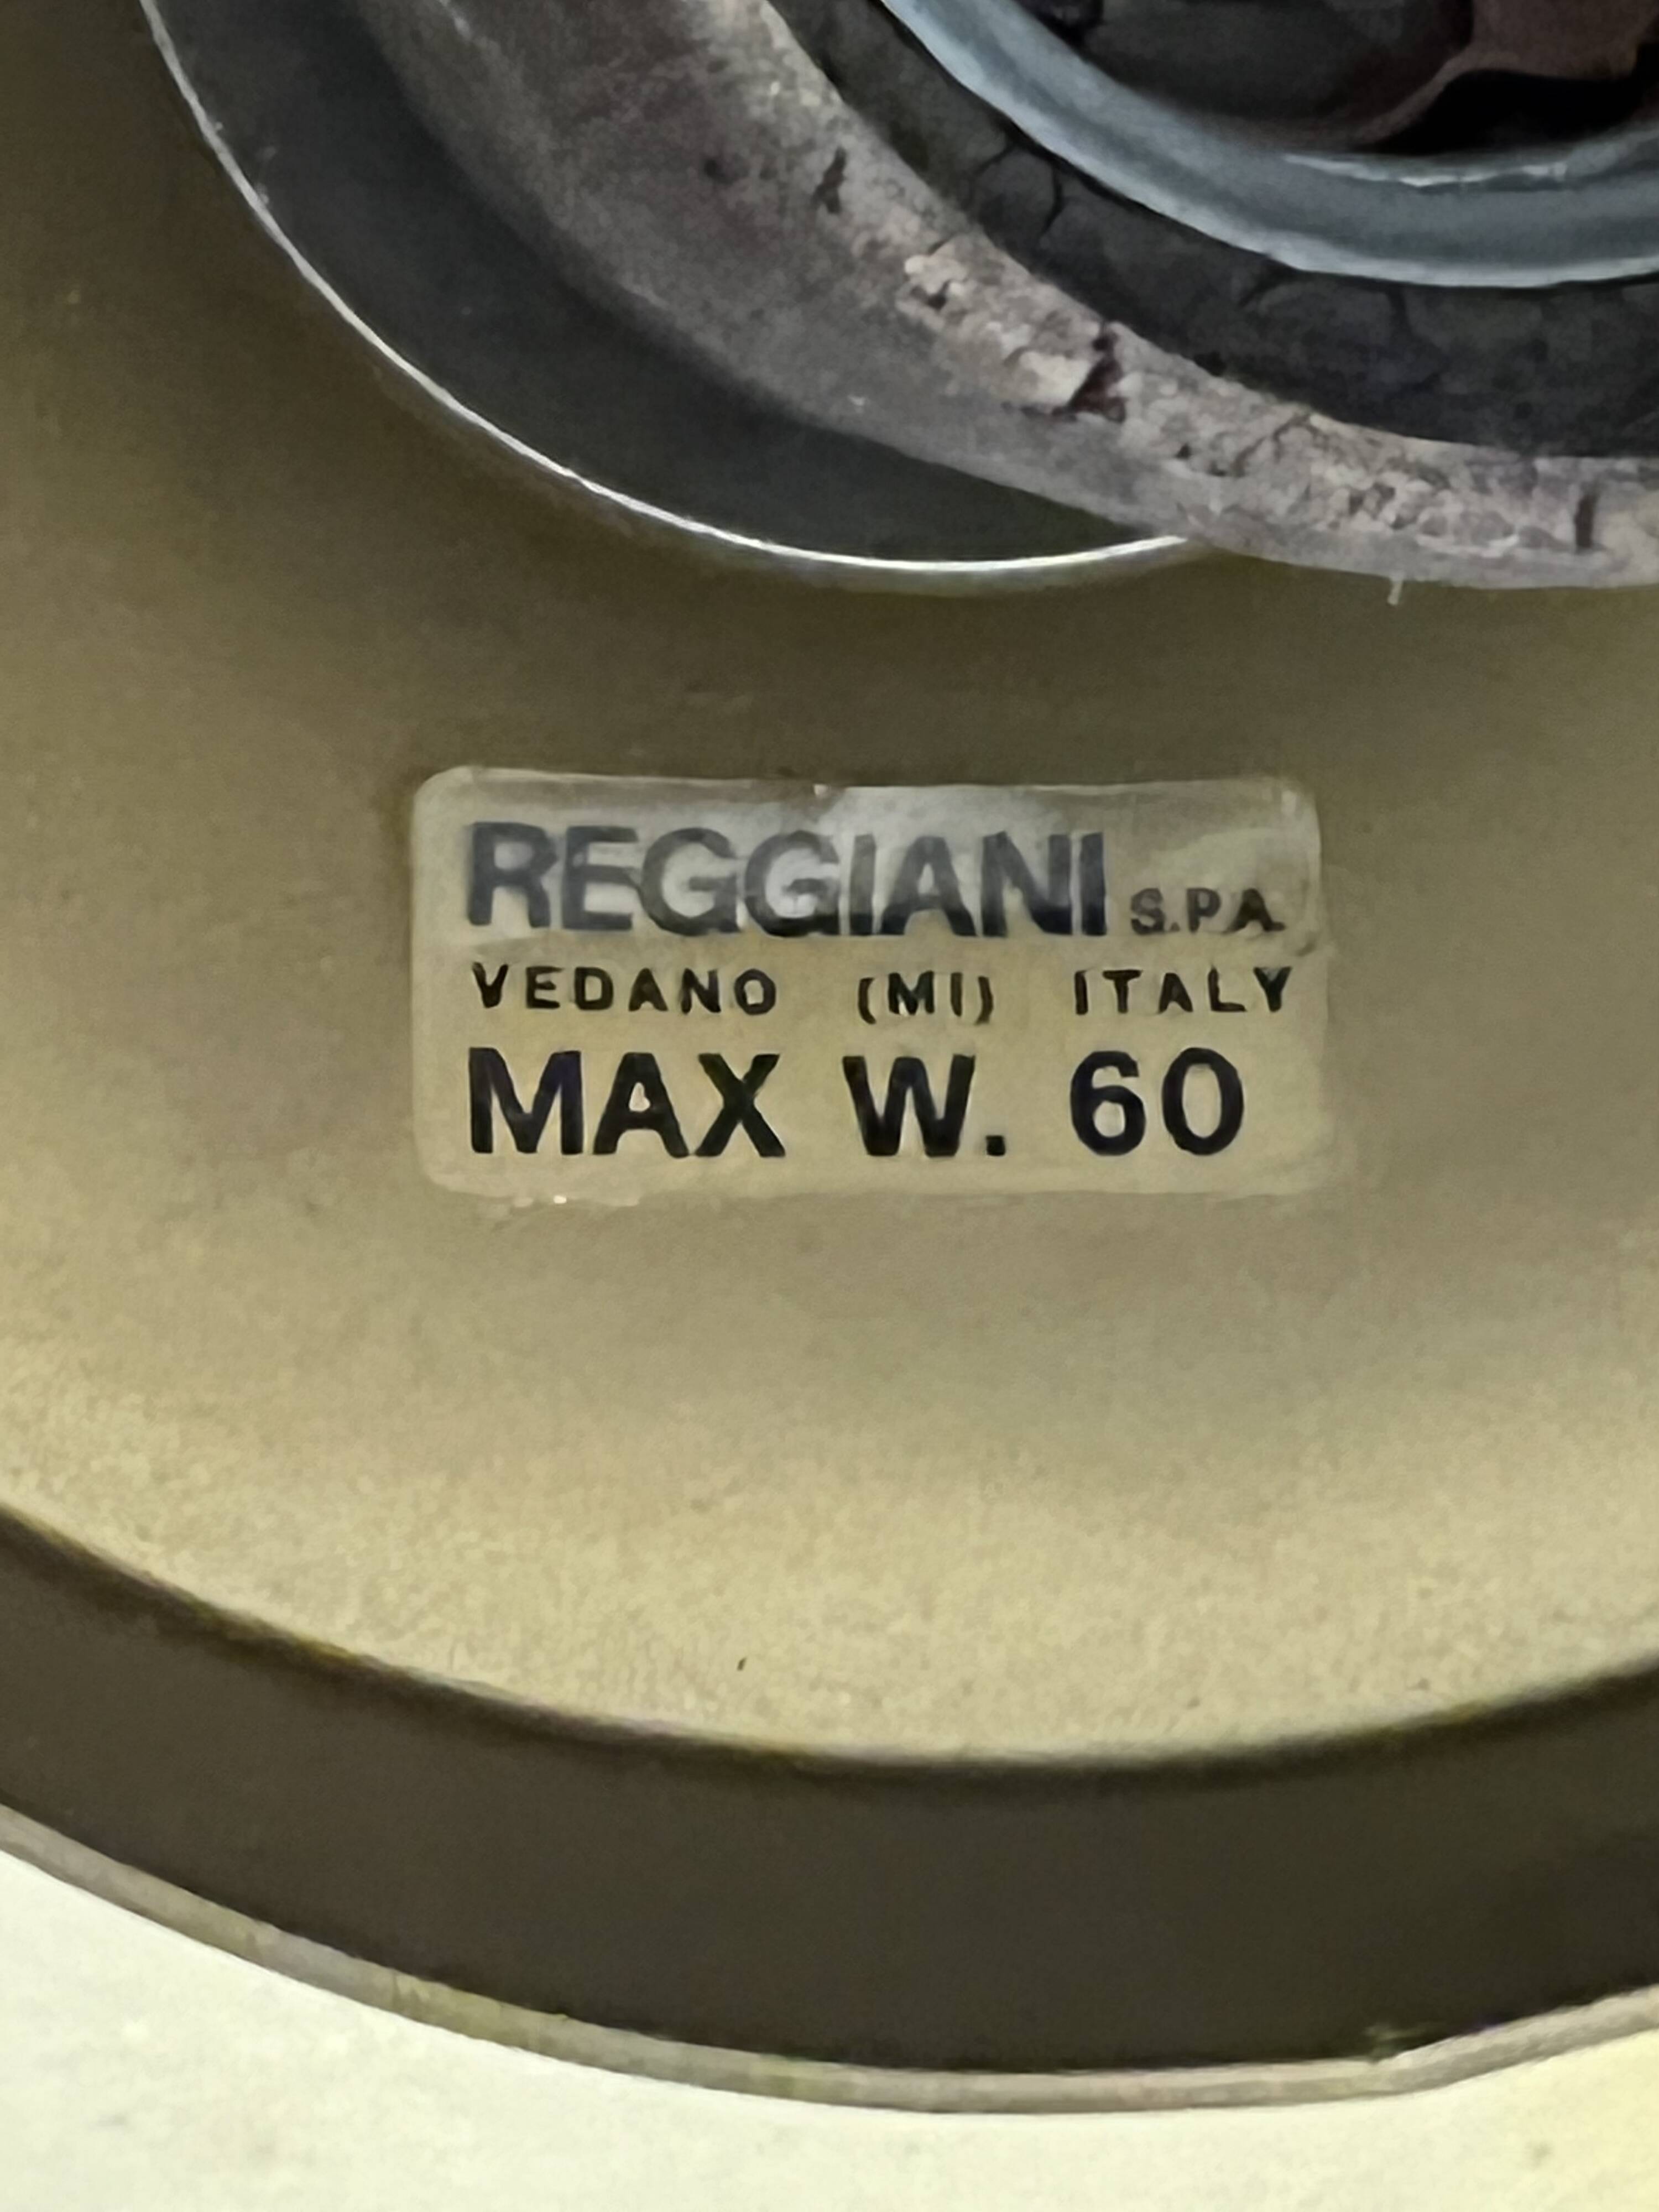 REGGIANI S.P.A.
VEDANO (MI) ITALY
MAX W. 60